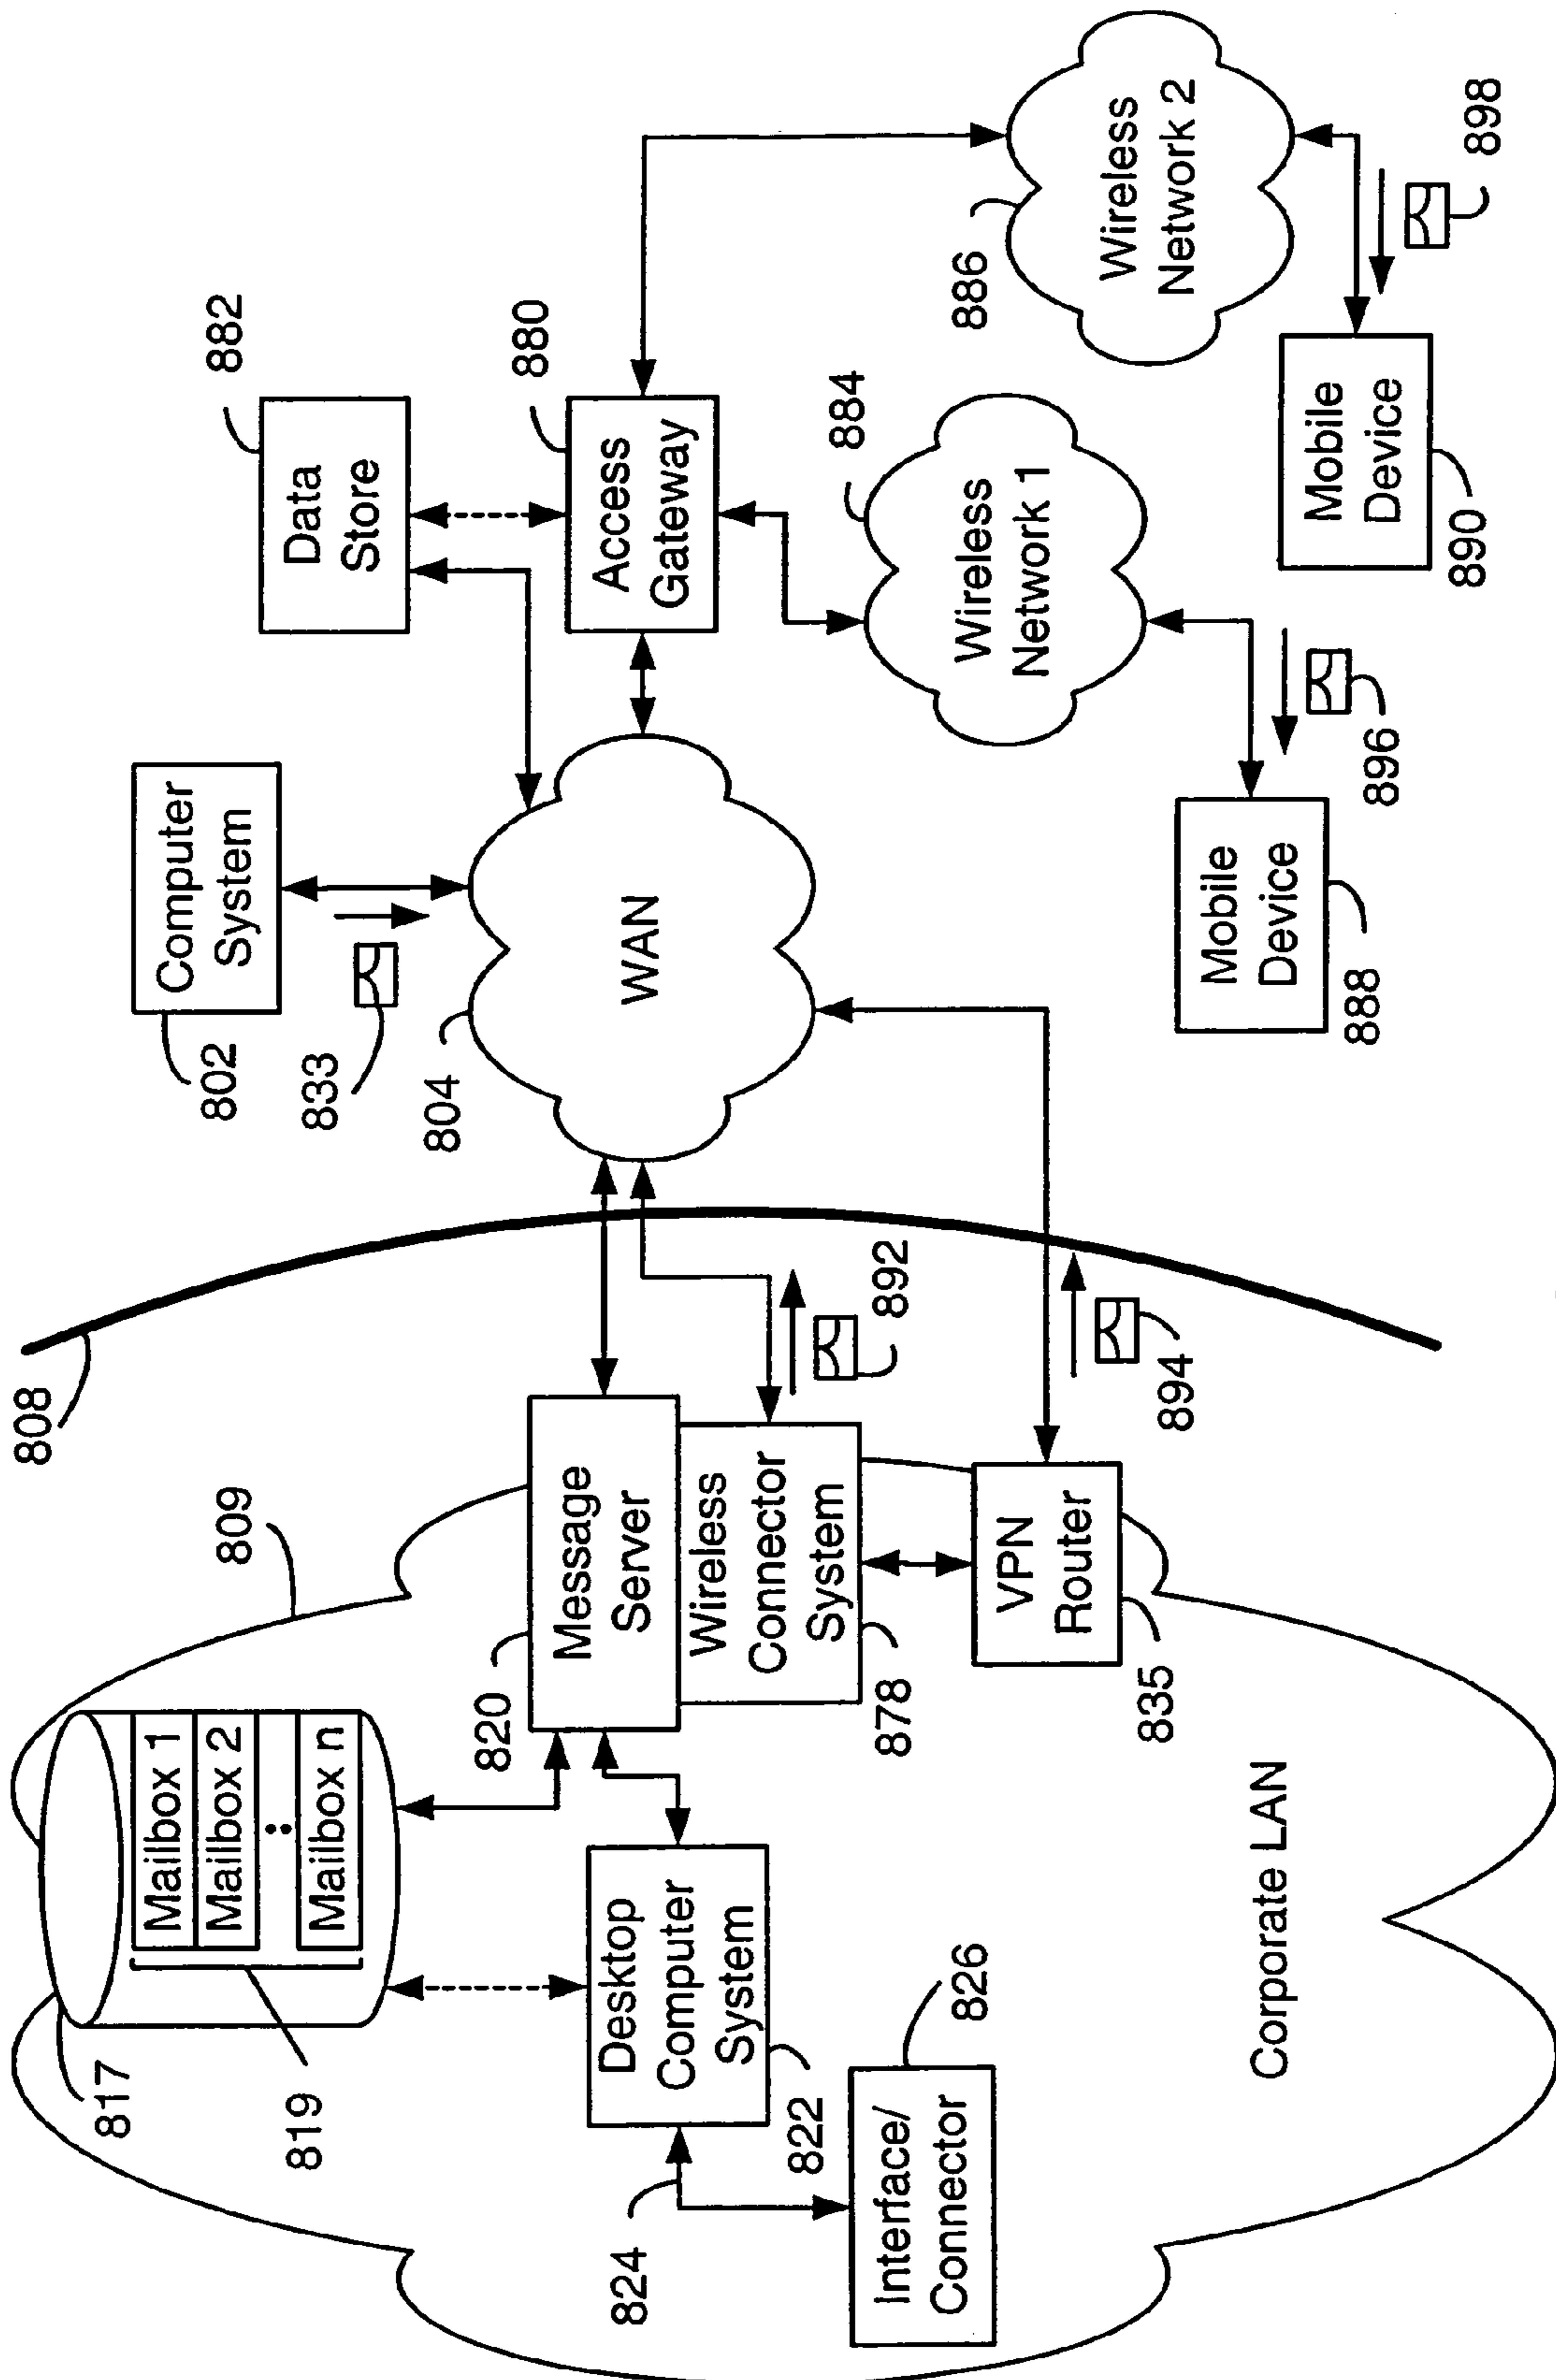 808
809
817
Mailbox 1
Mailbox 2
:
Mailbox n
819
820
Message
Server
Wireless
Connector
System
878
892
VPN
Router
835
894
Desktop
Computer
System
822
824
Interface/
Connector
826
Corporate LAN
Computer
System
802
833
804
WAN
Data
Store
882
880
Access
Gateway
884
Wireless
Network 1
886
Wireless
Network 2
Mobile
Device
888
896
Mobile
Device
890
898